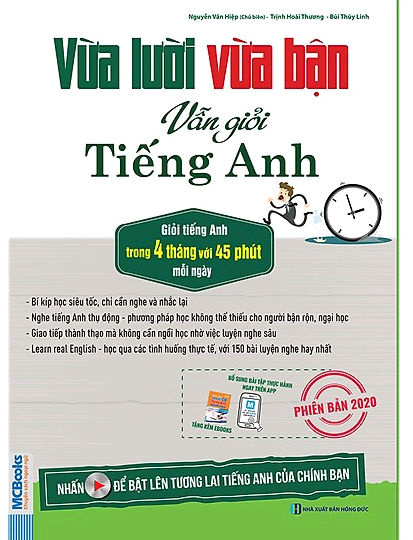 Nguyễn Văn Hiệp (Chủ biên) - Trịnh Hoài Thương - Bùi Thùy Linh
Vừa lười vừa bận
Vẫn giỏi
Tiếng Anh
Giỏi tiếng Anh
trong 4 tháng với 45 phút
mỗi ngày
- Bí kíp học siêu tốc, chỉ cần nghe và nhắc lại
- Nghe tiếng Anh thụ động - phương pháp học không thể thiếu cho người bận rộn, ngại học
- Giao tiếp thành thạo mà không cần ngồi học nhờ việc luyện nghe sâu
- Learn real English - học qua các tình huống thực tế, với 150 bài luyện nghe hay nhất
BỔ SUNG BÀI TẬP THỰC HÀNH
NGAY TRÊN APP
TẶNG KÈM EBOOKS
PHIÊN BẢN 2020
MCBooks
Chuyên sách ngoại ngữ
NHẤN ĐỂ BẬT LÊN TƯƠNG LAI TIẾNG ANH CỦA CHÍNH BẠN
NHÀ XUẤT BẢN HỒNG ĐỨC